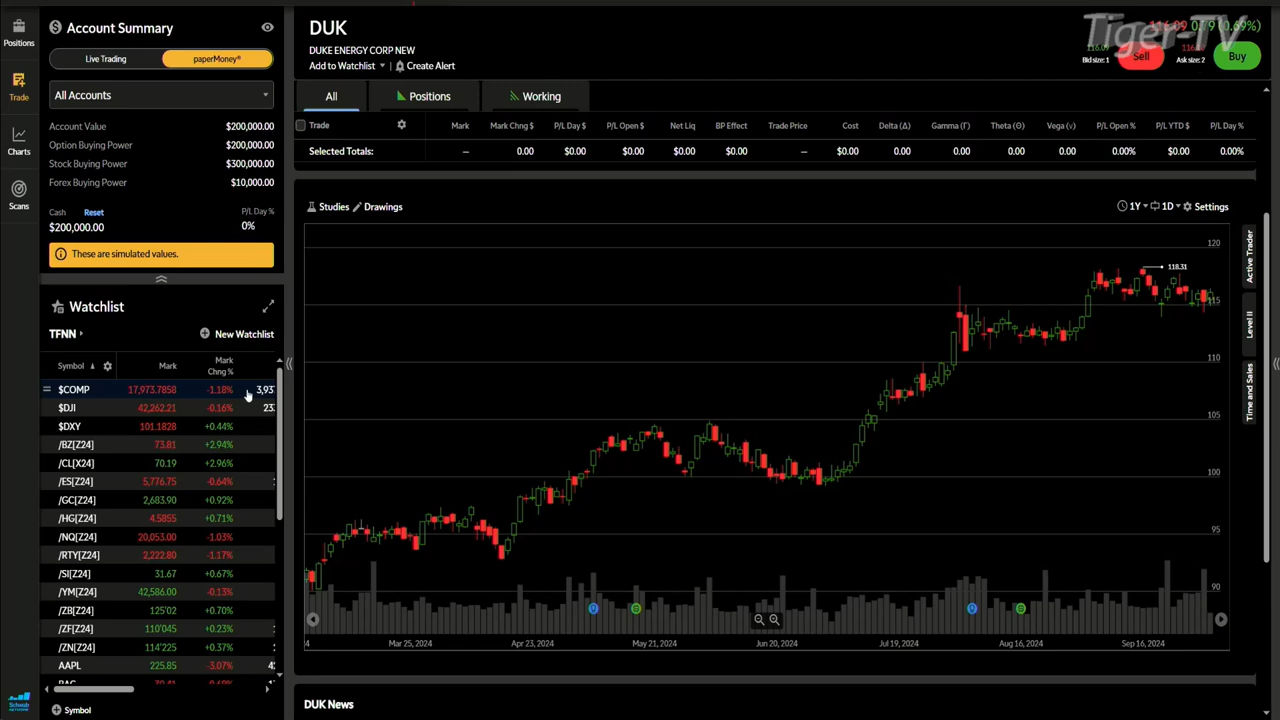 Positions
Trade
Charts
Scans
Account Summary
Live Trading
paperMoney®
All Accounts
Account Value $200,000.00
Option Buying Power $200,000.00
Stock Buying Power $300,000.00
Forex Buying Power $10,000.00
Cash Reset P/L Day %
$200,000.00 0%
These are simulated values.
Watchlist
TFNN
New Watchlist
Symbol Mark Mark Chng %
$COMP 17,973.7858 -1.18% 3,93
$DJI 42,262.21 -0.16% 23
$DXY 101.1828 +0.44%
/BZ[Z24] 73.81 +2.94%
/CL[X24] 70.19 +2.96%
/ES[Z24] 5,776.75 -0.64%
/GC[Z24] 2,683.90 +0.92%
/HG[Z24] 4.5855 +0.71%
/NQ[Z24] 20,053.00 -1.03%
/RTY[Z24] 2,222.80 -1.17%
/SI[Z24] 31.67 +0.67%
/YM[Z24] 42,586.00 -0.13%
/ZB[Z24] 125'02 +0.70%
/ZF[Z24] 110'045 +0.23%
/ZN[Z24] 114'225 +0.37%
AAPL 225.85 -3.07%
Symbol
DUK
DUKE ENERGY CORP NEW
Add to Watchlist
Create Alert
Tiger-TV
Bid size: 1
Sell
Ask size: 2
Buy
All
Positions
Working
Trade Mark Mark Chng $ P/L Day $ P/L Open $ Net Liq BP Effect Trade Price Cost Delta (Δ) Gamma (Γ) Theta (Θ) Vega (ν) P/L Open % P/L YTD $ P/L Day %
Selected Totals: – 0.00 $0.00 $0.00 $0.00 $0.00 – $0.00 0.00 0.00 0.00 0.00 0.00% $0.00 0.00%
Studies
Drawings
1Y
1D
Settings
120
118.31
115
110
105
100
95
90
Mar 25, 2024
Apr 23, 2024
May 21, 2024
Jun 20, 2024
Jul 19, 2024
Aug 16, 2024
Sep 16, 2024
Active Trader
Level II
Time and Sales
DUK News